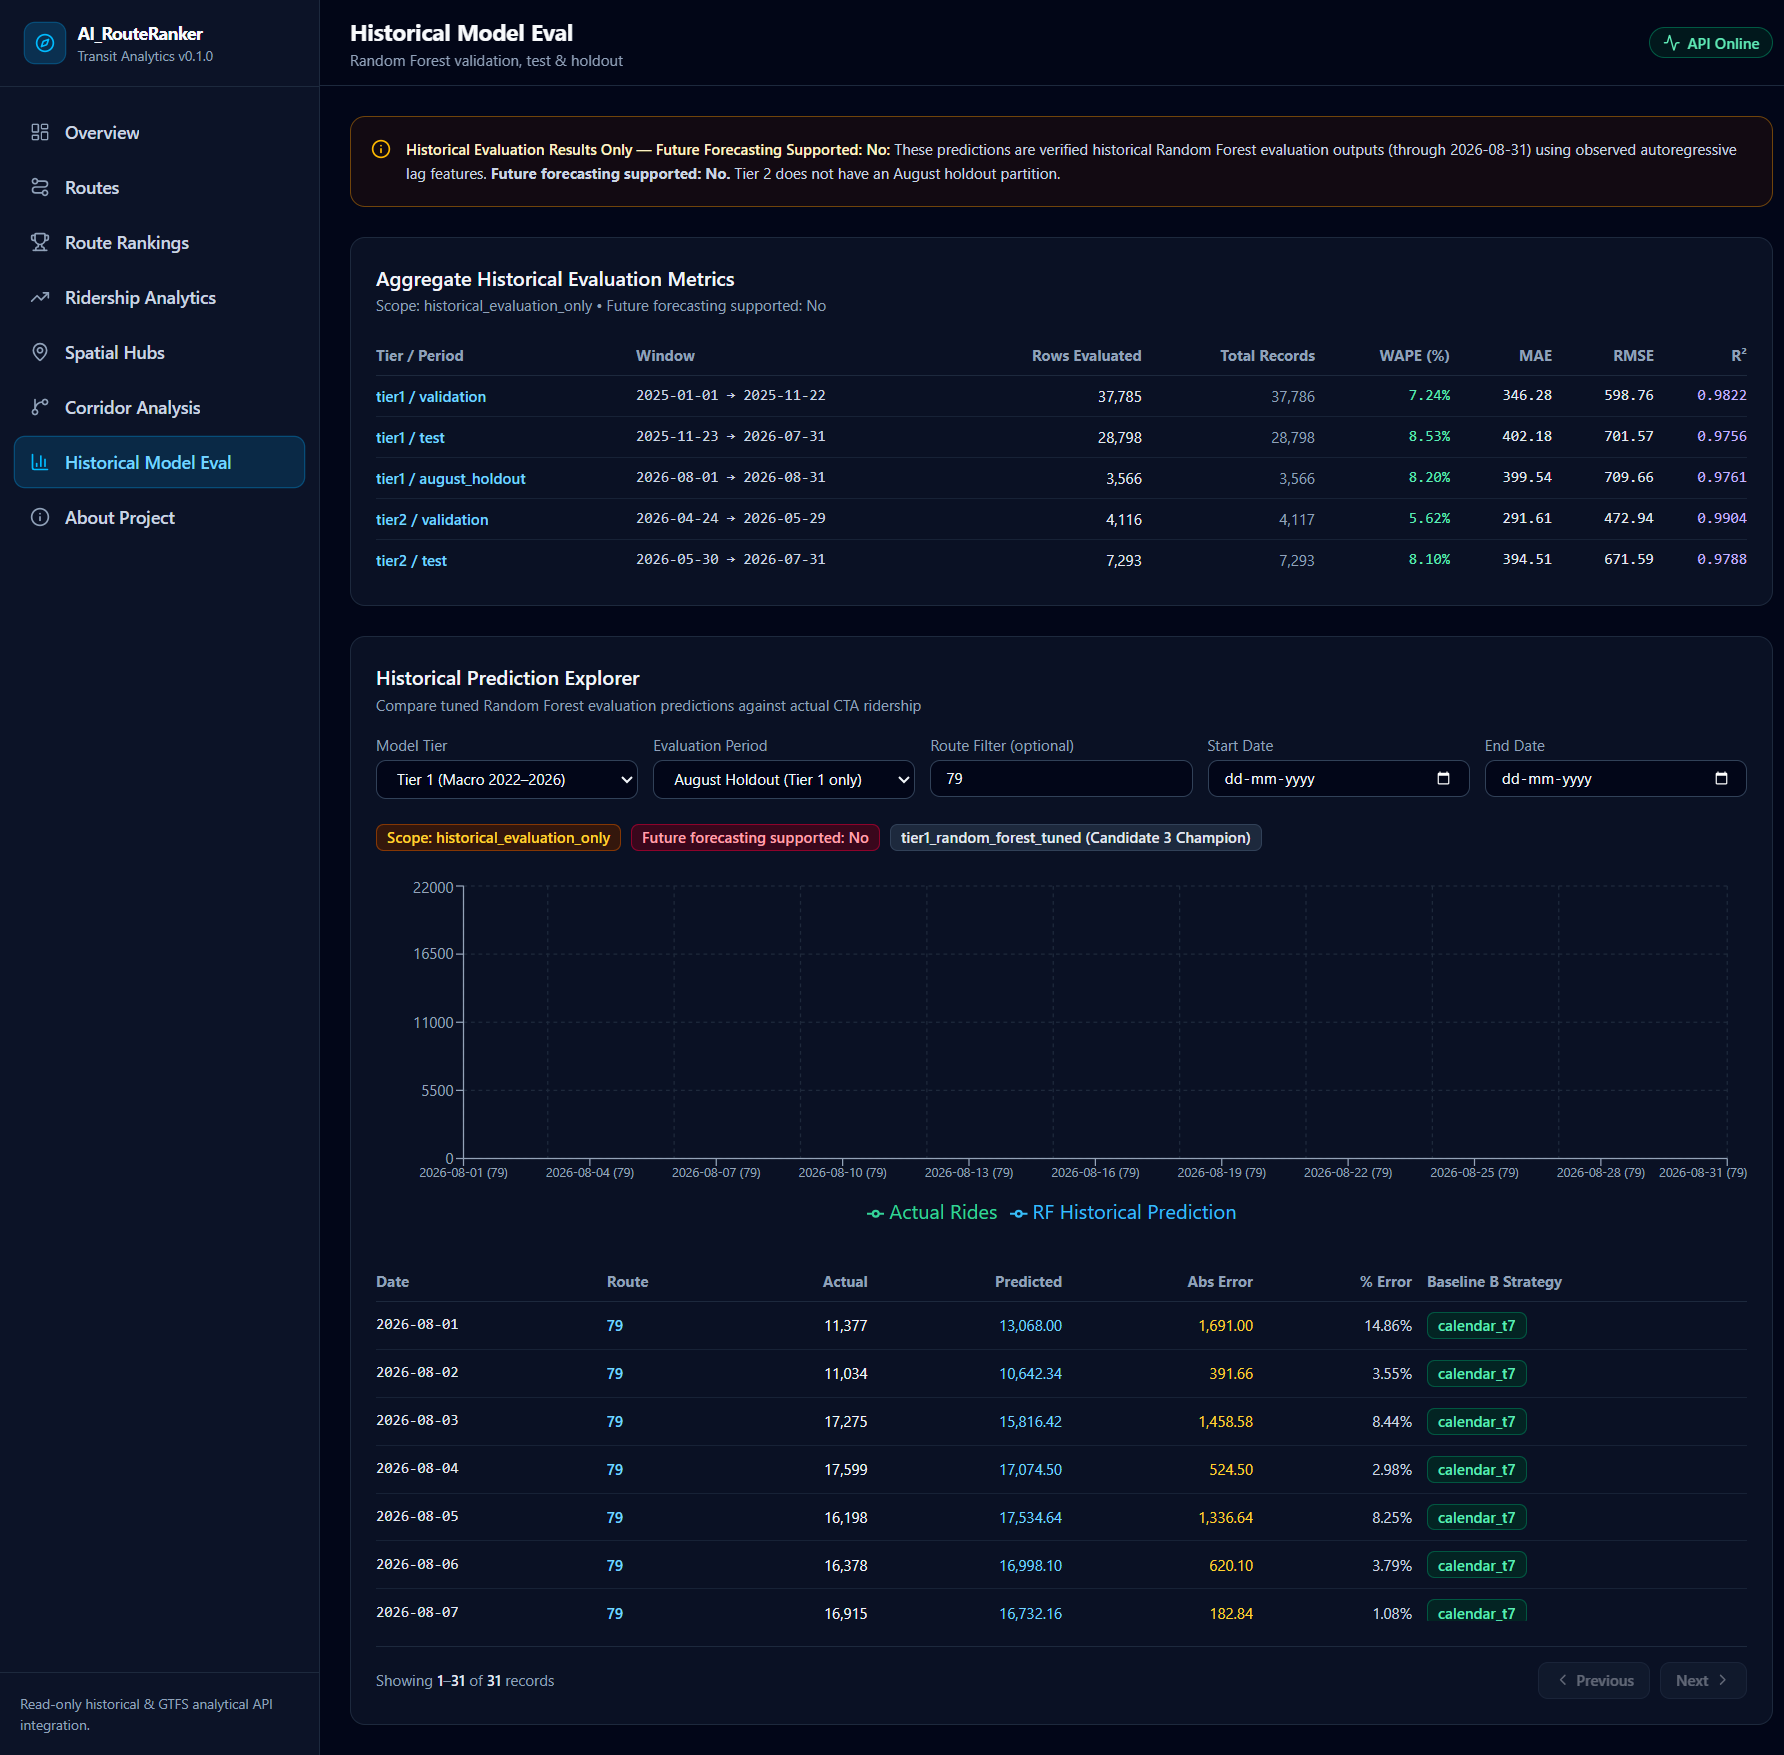 AI_RouteRanker
Transit Analytics v0.1.0
Overview
Routes
Route Rankings
Ridership Analytics
Spatial Hubs
Corridor Analysis
Historical Model Eval
About Project
Read-only historical & GTFS analytical API
integration.
Historical Model Eval
Random Forest validation, test & holdout
API Online
Historical Evaluation Results Only — Future Forecasting Supported: No: These predictions are verified historical Random Forest evaluation outputs (through 2026-08-31) using observed autoregressive
lag features. Future forecasting supported: No. Tier 2 does not have an August holdout partition.
Aggregate Historical Evaluation Metrics
Scope: historical_evaluation_only • Future forecasting supported: No
Tier / Period Window Rows Evaluated Total Records WAPE (%) MAE RMSE R²
tier1 / validation 2025-01-01 → 2025-11-22 37,785 37,786 7.24% 346.28 598.76 0.9822
tier1 / test 2025-11-23 → 2026-07-31 28,798 28,798 8.53% 402.18 701.57 0.9756
tier1 / august_holdout 2026-08-01 → 2026-08-31 3,566 3,566 8.20% 399.54 709.66 0.9761
tier2 / validation 2026-04-24 → 2026-05-29 4,116 4,117 5.62% 291.61 472.94 0.9904
tier2 / test 2026-05-30 → 2026-07-31 7,293 7,293 8.10% 394.51 671.59 0.9788
Historical Prediction Explorer
Compare tuned Random Forest evaluation predictions against actual CTA ridership
Model Tier Evaluation Period Route Filter (optional) Start Date End Date
Tier 1 (Macro 2022–2026) August Holdout (Tier 1 only) 79 dd-mm-yyyy dd-mm-yyyy
Scope: historical_evaluation_only Future forecasting supported: No tier1_random_forest_tuned (Candidate 3 Champion)
22000
16500
11000
5500
0
2026-08-01 (79) 2026-08-04 (79) 2026-08-07 (79) 2026-08-10 (79) 2026-08-13 (79) 2026-08-16 (79) 2026-08-19 (79) 2026-08-22 (79) 2026-08-25 (79) 2026-08-28 (79) 2026-08-31 (79)
Actual Rides RF Historical Prediction
Date Route Actual Predicted Abs Error % Error Baseline B Strategy
2026-08-01 79 11,377 13,068.00 1,691.00 14.86% calendar_t7
2026-08-02 79 11,034 10,642.34 391.66 3.55% calendar_t7
2026-08-03 79 17,275 15,816.42 1,458.58 8.44% calendar_t7
2026-08-04 79 17,599 17,074.50 524.50 2.98% calendar_t7
2026-08-05 79 16,198 17,534.64 1,336.64 8.25% calendar_t7
2026-08-06 79 16,378 16,998.10 620.10 3.79% calendar_t7
2026-08-07 79 16,915 16,732.16 182.84 1.08% calendar_t7
Showing 1–31 of 31 records
Previous Next